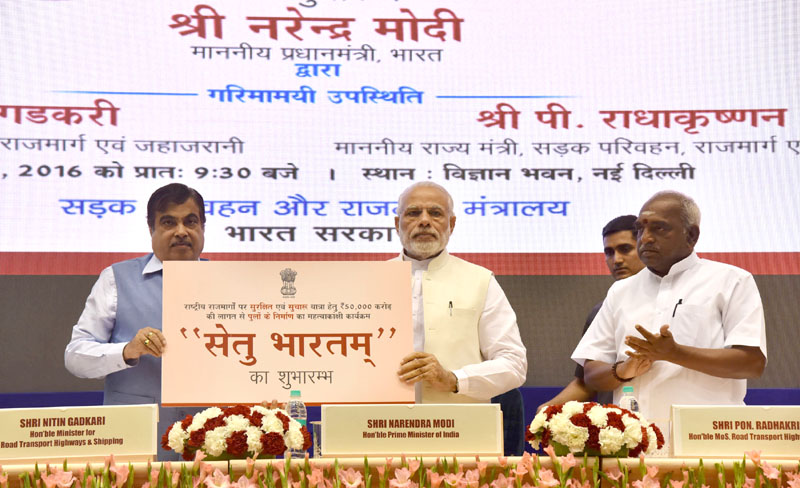 श्री नरेन्द्र मोदी
माननीय प्रधानमंत्री, भारत
द्वारा
गरिमामयी उपस्थिति
गडकरी श्री पी. राधाकृष्णन
राजमार्ग एवं जहाजरानी माननीय राज्य मंत्री, सड़क परिवहन, राजमार्ग
, 2016 को प्रातः 9:30 बजे । स्थान : विज्ञान भवन, नई दिल्ली
सड़क वहन और राज मंत्रालय
भारत सरका
राष्ट्रीय राजमार्गों पर सुरक्षित एवं सुचारू यात्रा हेतु ₹50,000 करोड़
की लागत से पुलों के निर्माण का महत्वाकांक्षी कार्यक्रम
"सेतु भारतम्"
का शुभारम्भ
SHRI NITIN GADKARI
Hon'ble Minister for
Road Transport Highways & Shipping
SHRI NARENDRA MODI
Hon'ble Prime Minister of India
SHRI PON. RADHAKRI
Hon'ble MoS, Road Transport High